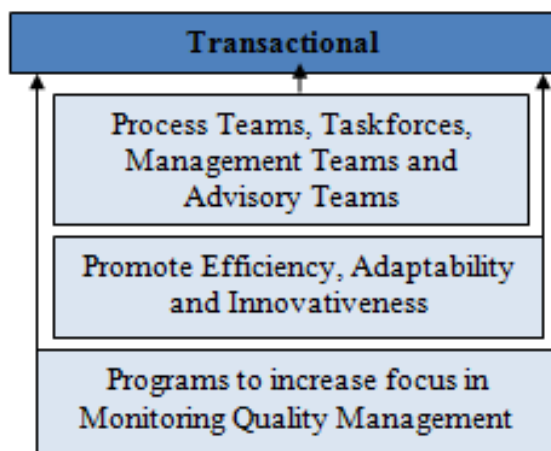 Transactional
Process Teams, Taskforces,
Management Teams and
Advisory Teams
Promote Efficiency, Adaptability
and Innovativeness
Programs to increase focus in
Monitoring Quality Management